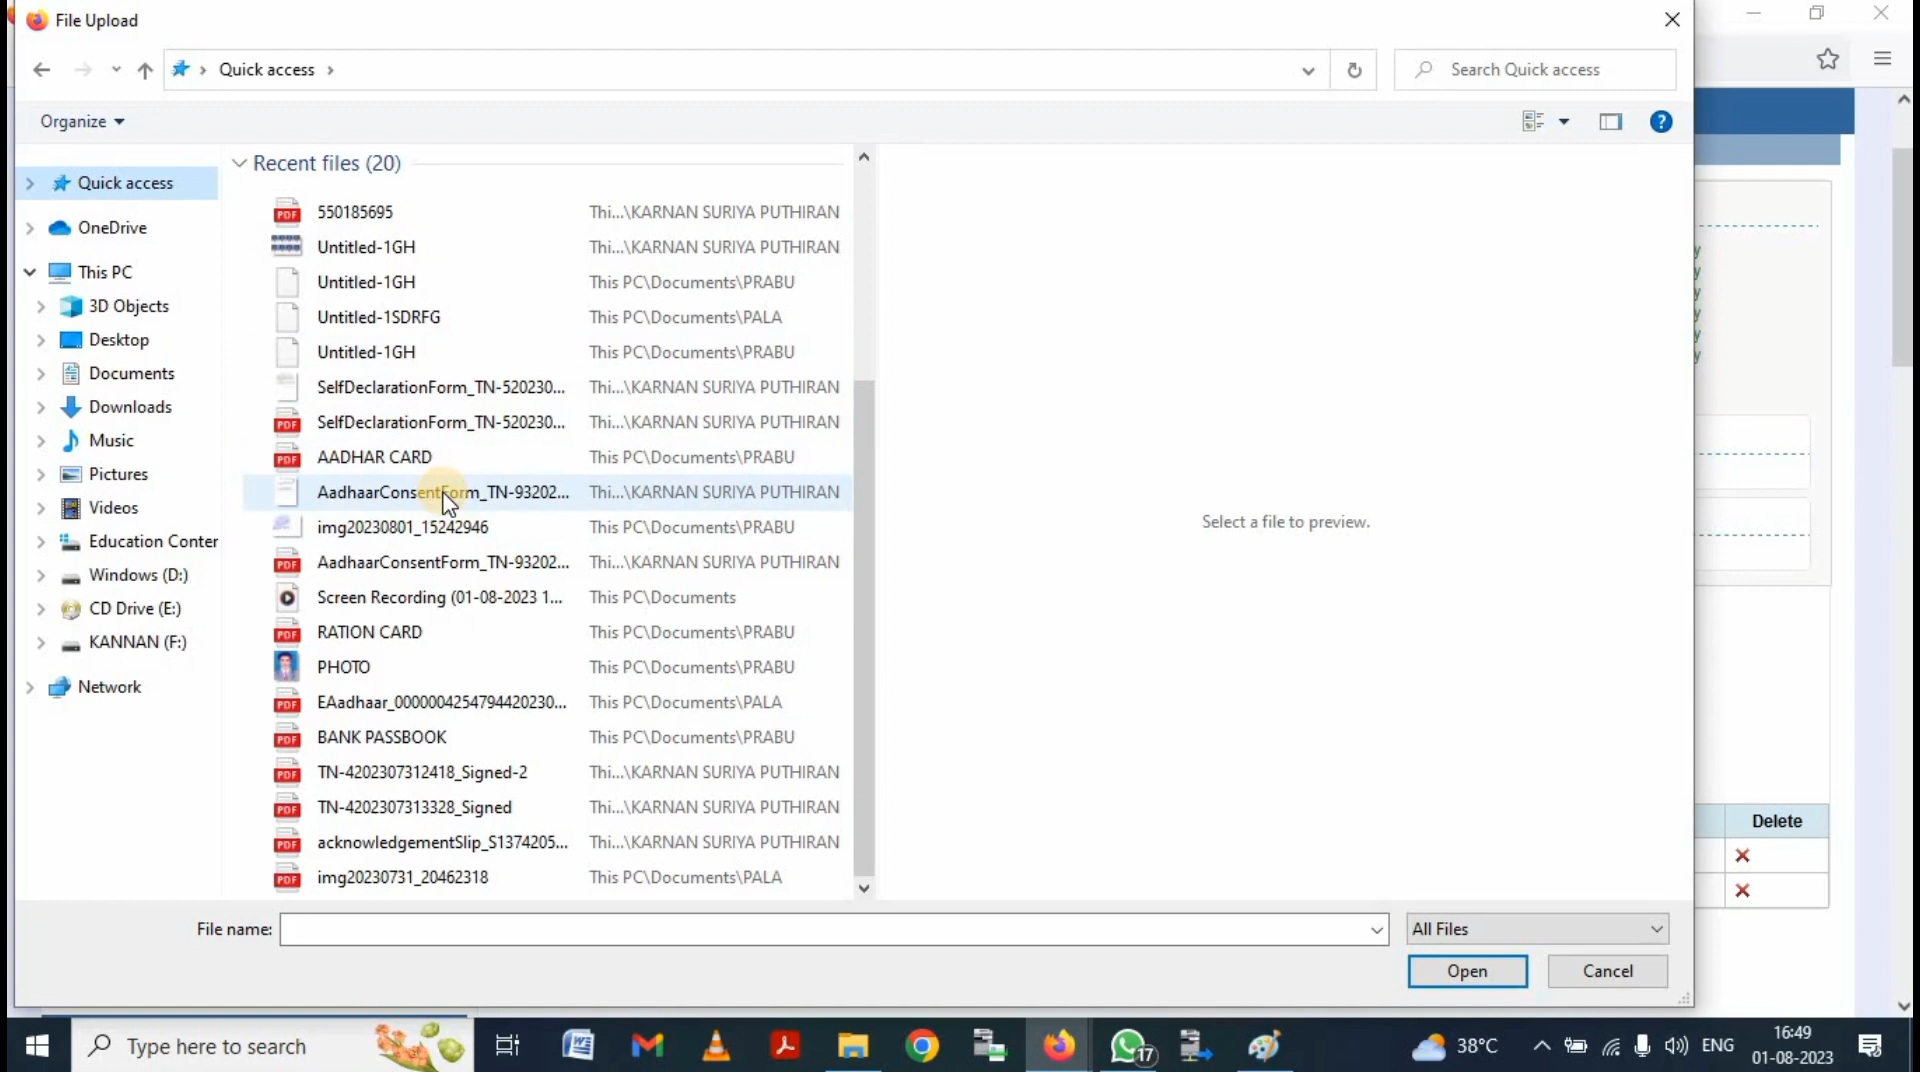 File Upload
Quick access
Search Quick access
Organize
Recent files (20)
Quick access
OneDrive
This PC
3D Objects
Desktop
Documents
Downloads
Music
Pictures
Videos
Education Center
Windows (D:)
CD Drive (E:)
KANNAN (F:)
Network
550185695 Thi...\KARNAN SURIYA PUTHIRAN
Untitled-1GH Thi...\KARNAN SURIYA PUTHIRAN
Untitled-1GH This PC\Documents\PRABU
Untitled-1SDRFG This PC\Documents\PALA
Untitled-1GH This PC\Documents\PRABU
SelfDeclarationForm_TN-520230... Thi...\KARNAN SURIYA PUTHIRAN
SelfDeclarationForm_TN-520230... Thi...\KARNAN SURIYA PUTHIRAN
AADHAR CARD This PC\Documents\PRABU
AadhaarConsentForm_TN-93202... Thi...\KARNAN SURIYA PUTHIRAN
img20230801_15242946 This PC\Documents\PRABU
AadhaarConsentForm_TN-93202... Thi...\KARNAN SURIYA PUTHIRAN
Screen Recording (01-08-2023 1... This PC\Documents
RATION CARD This PC\Documents\PRABU
PHOTO This PC\Documents\PRABU
EAadhaar_0000004254794420230... This PC\Documents\PALA
BANK PASSBOOK This PC\Documents\PRABU
TN-4202307312418_Signed-2 Thi...\KARNAN SURIYA PUTHIRAN
TN-4202307313328_Signed Thi...\KARNAN SURIYA PUTHIRAN
acknowledgementSlip_S1374205... Thi...\KARNAN SURIYA PUTHIRAN
img20230731_20462318 This PC\Documents\PALA
Select a file to preview.
Delete
File name:
All Files
Open
Cancel
Type here to search
17
38°C
ENG
16:49
01-08-2023